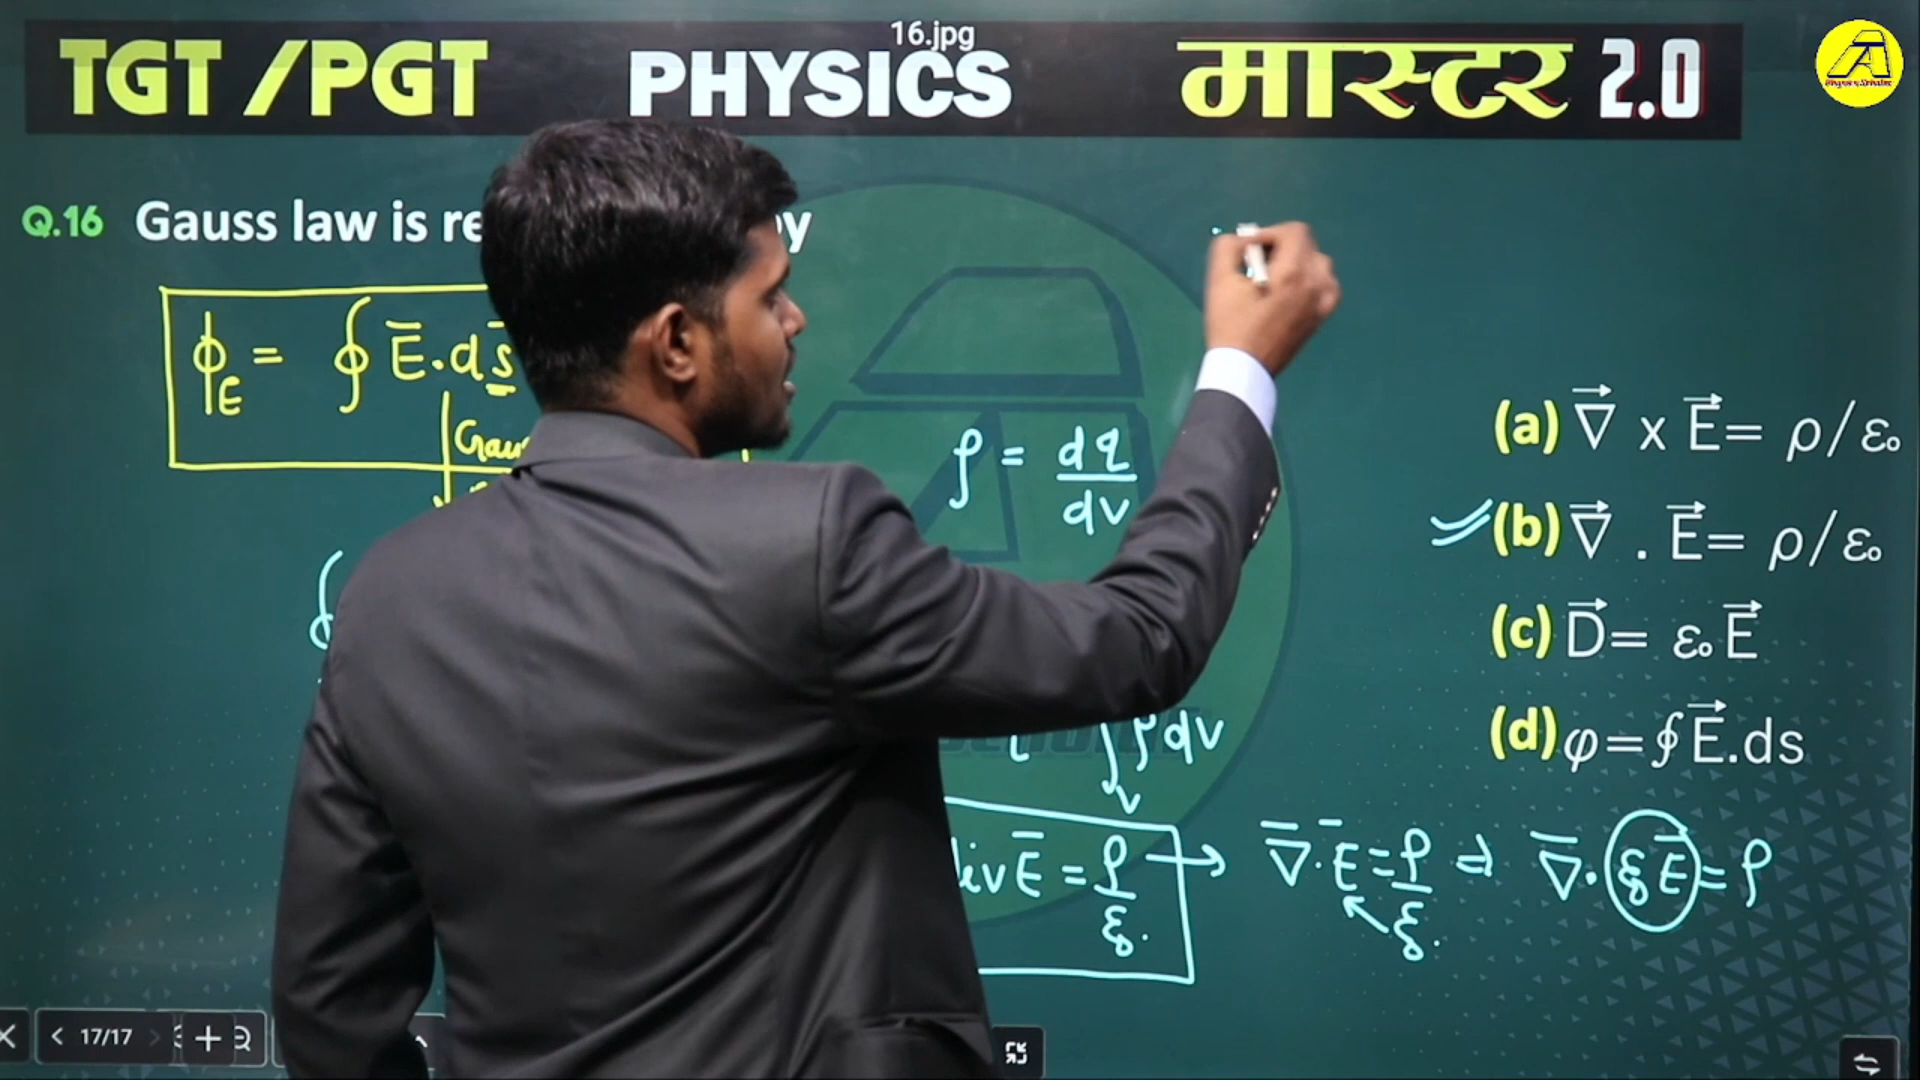 16.jpg
TGT /PGT PHYSICS मास्टर 2.0
Q.16 Gauss law is re
ϕE = ∮ E̅.ds̅
Gau
ρ = dq/dv
(a) ∇⃗ x E⃗= ρ/ε₀
(b) ∇⃗ . E⃗= ρ/ε₀
(c) D⃗= ε₀ E⃗
(d) φ=∮E⃗.ds
∫ ρdv
v
div E̅ = ρ/ε₀ → ∇̅.E̅ = ρ/ε₀ ⇒ ∇̅.ε₀E̅ = ρ
17/17